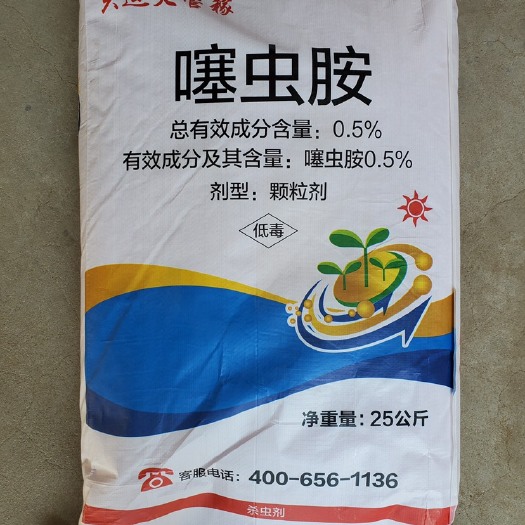 噻虫胺
总有效成分含量：0.5%
有效成分及其含量：噻虫胺0.5%
剂型：颗粒剂
低毒
净重量：25公斤
客服电话：400-656-1136
杀虫剂